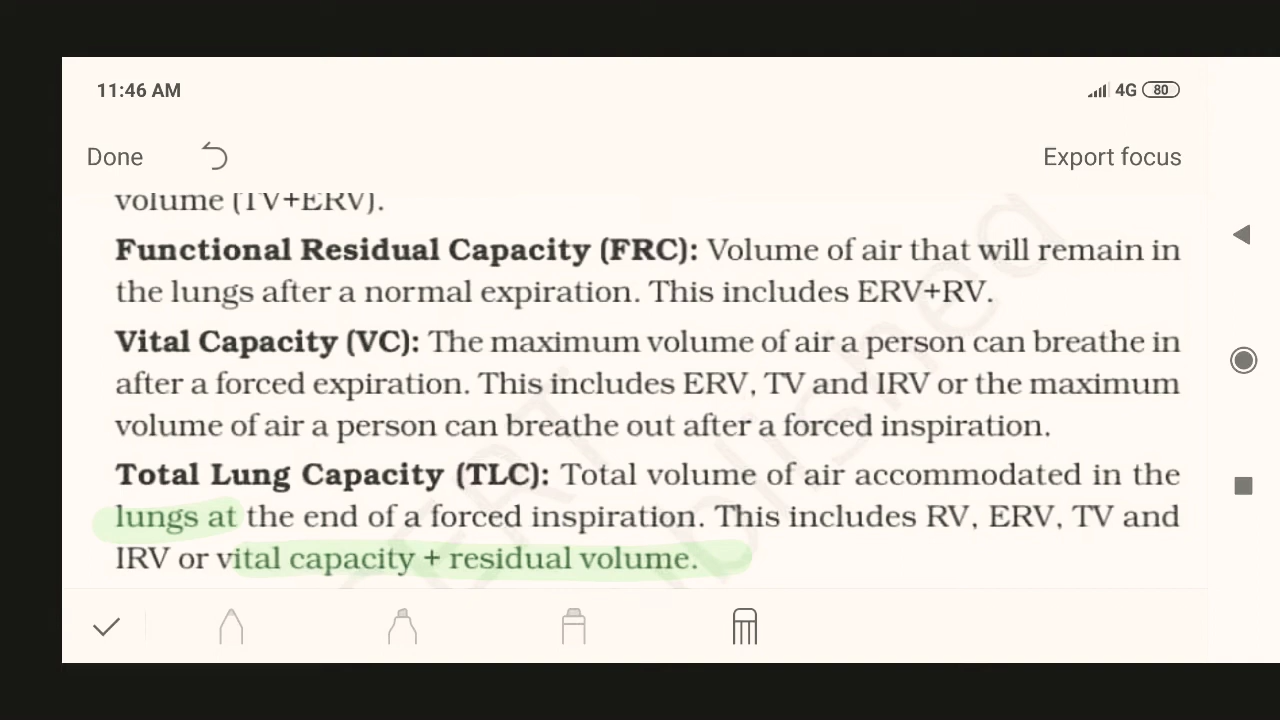 11:46 AM 4G 80
Done Export focus
volume (TV+ERV).
Functional Residual Capacity (FRC): Volume of air that will remain in
the lungs after a normal expiration. This includes ERV+RV.
Vital Capacity (VC): The maximum volume of air a person can breathe in
after a forced expiration. This includes ERV, TV and IRV or the maximum
volume of air a person can breathe out after a forced inspiration.
Total Lung Capacity (TLC): Total volume of air accommodated in the
lungs at the end of a forced inspiration. This includes RV, ERV, TV and
IRV or vital capacity + residual volume.